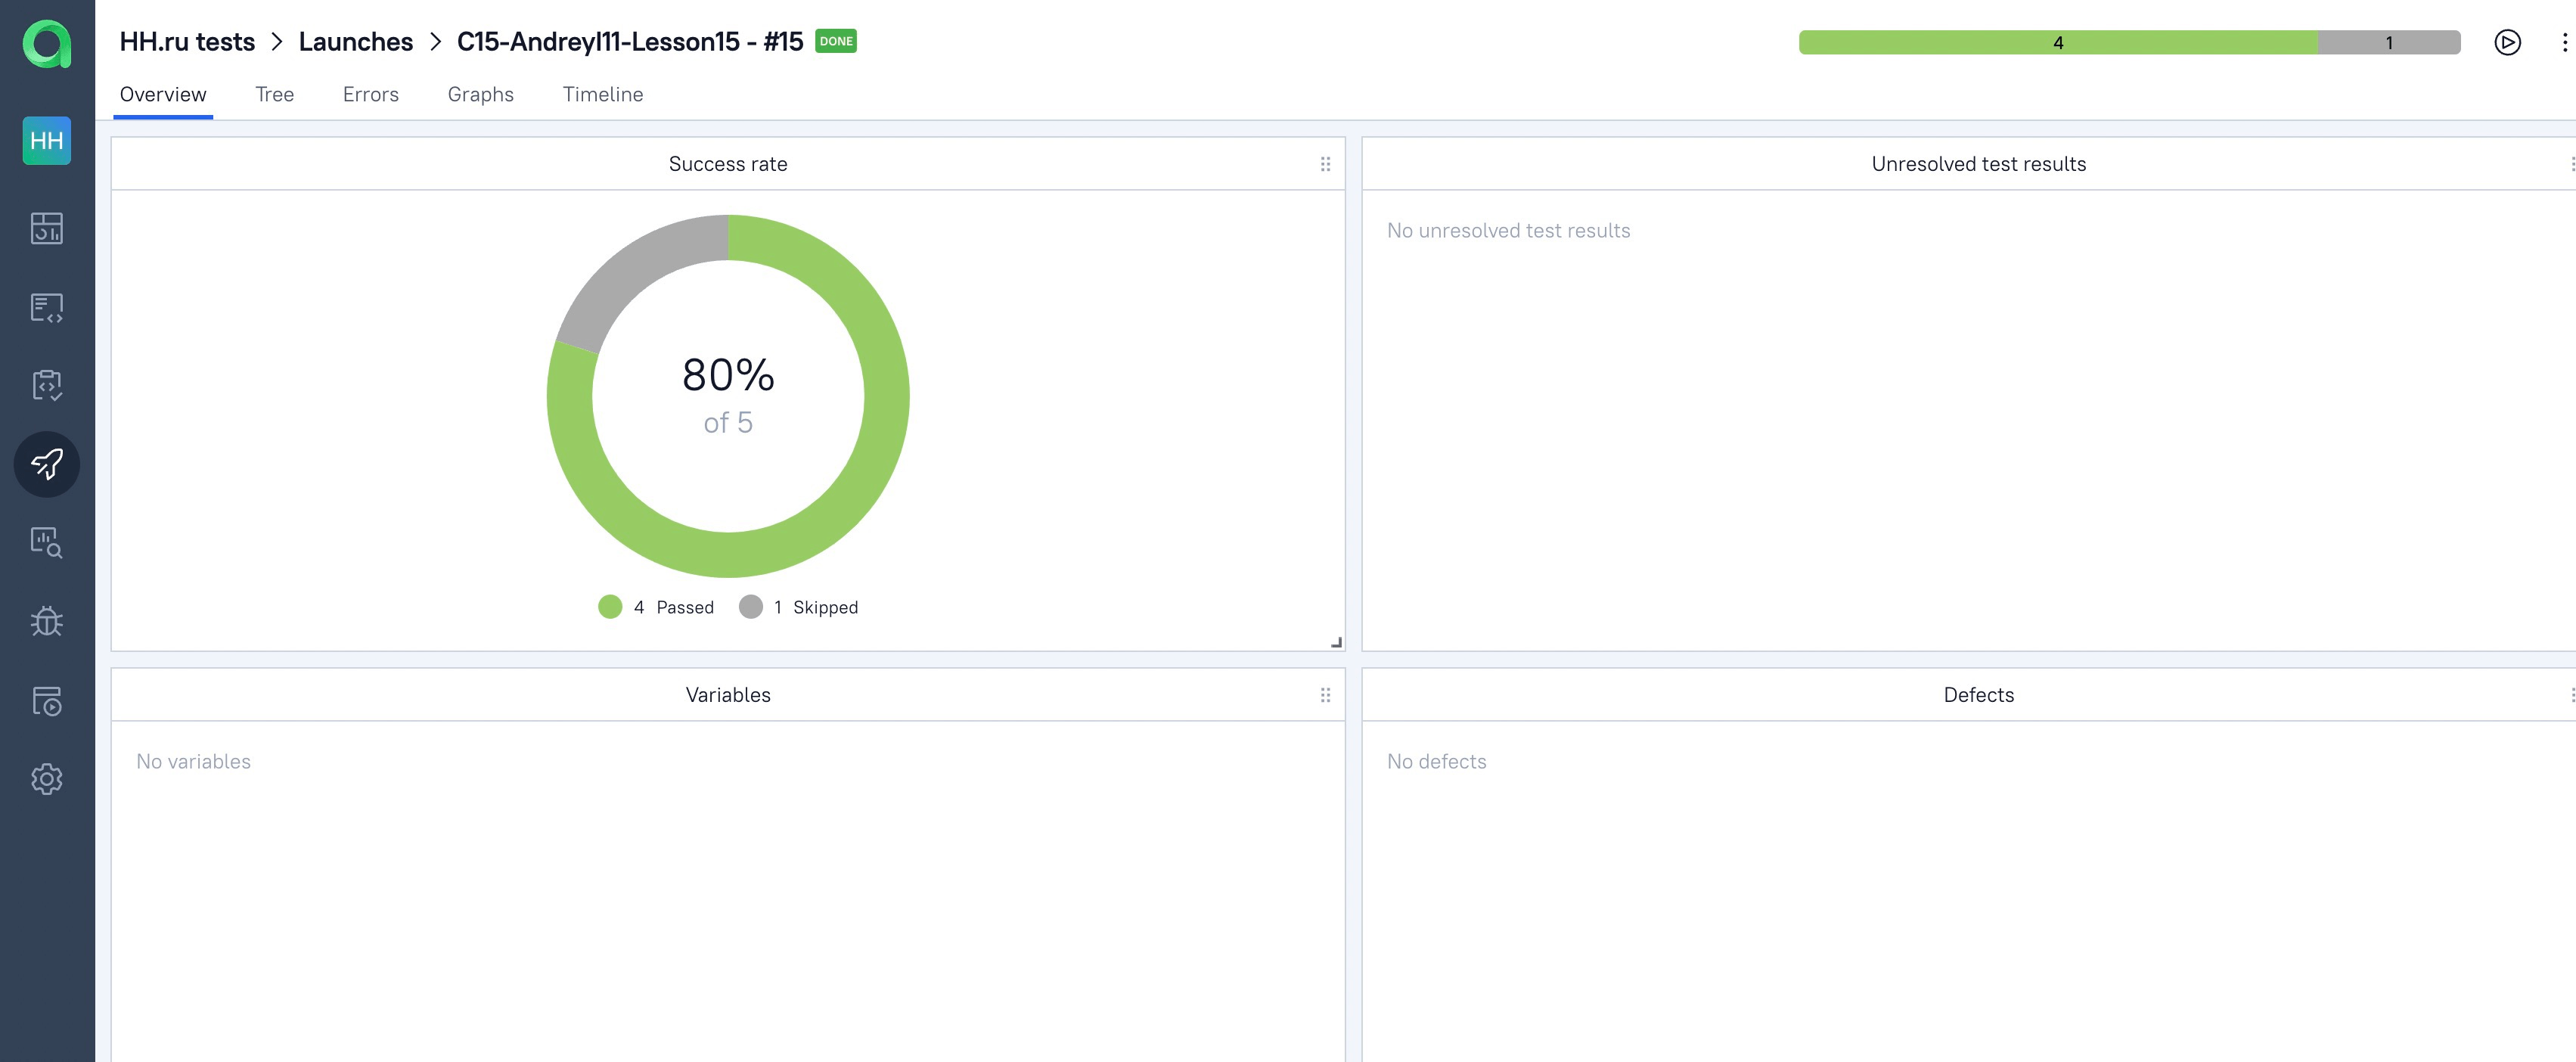 HH.ru tests > Launches > C15-Andreyl11-Lesson15 - #15 DONE
4 1
Overview Tree Errors Graphs Timeline
HH
Success rate
80%
of 5
4 Passed 1 Skipped
Unresolved test results
No unresolved test results
Variables
No variables
Defects
No defects